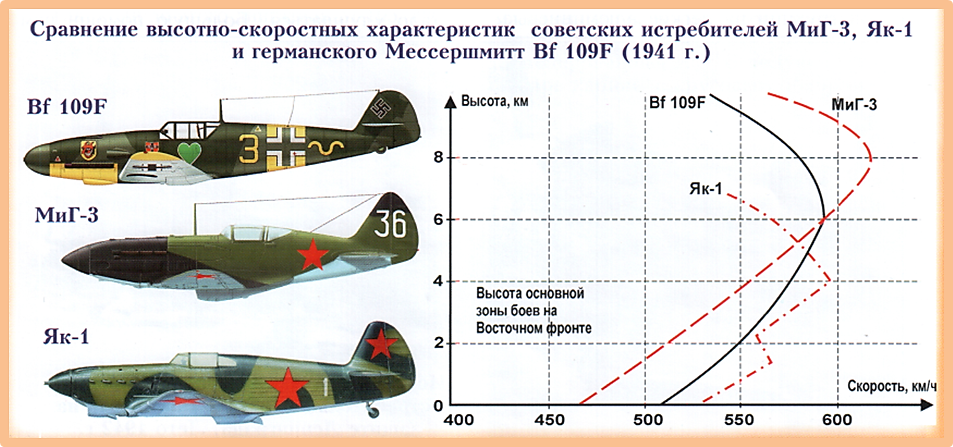 Сравнение высотно-скоростных характеристик советских истребителей МиГ-3, Як-1
и германского Мессершмитт Bf 109F (1941 г.)
Bf 109F
3
МиГ-3
36
Як-1
1
Высота, км
Bf 109F
МиГ-3
8
Як-1
6
4
Высота основной
зоны боев на
Восточном фронте
2
0
Скорость, км/ч
400
450
500
550
600